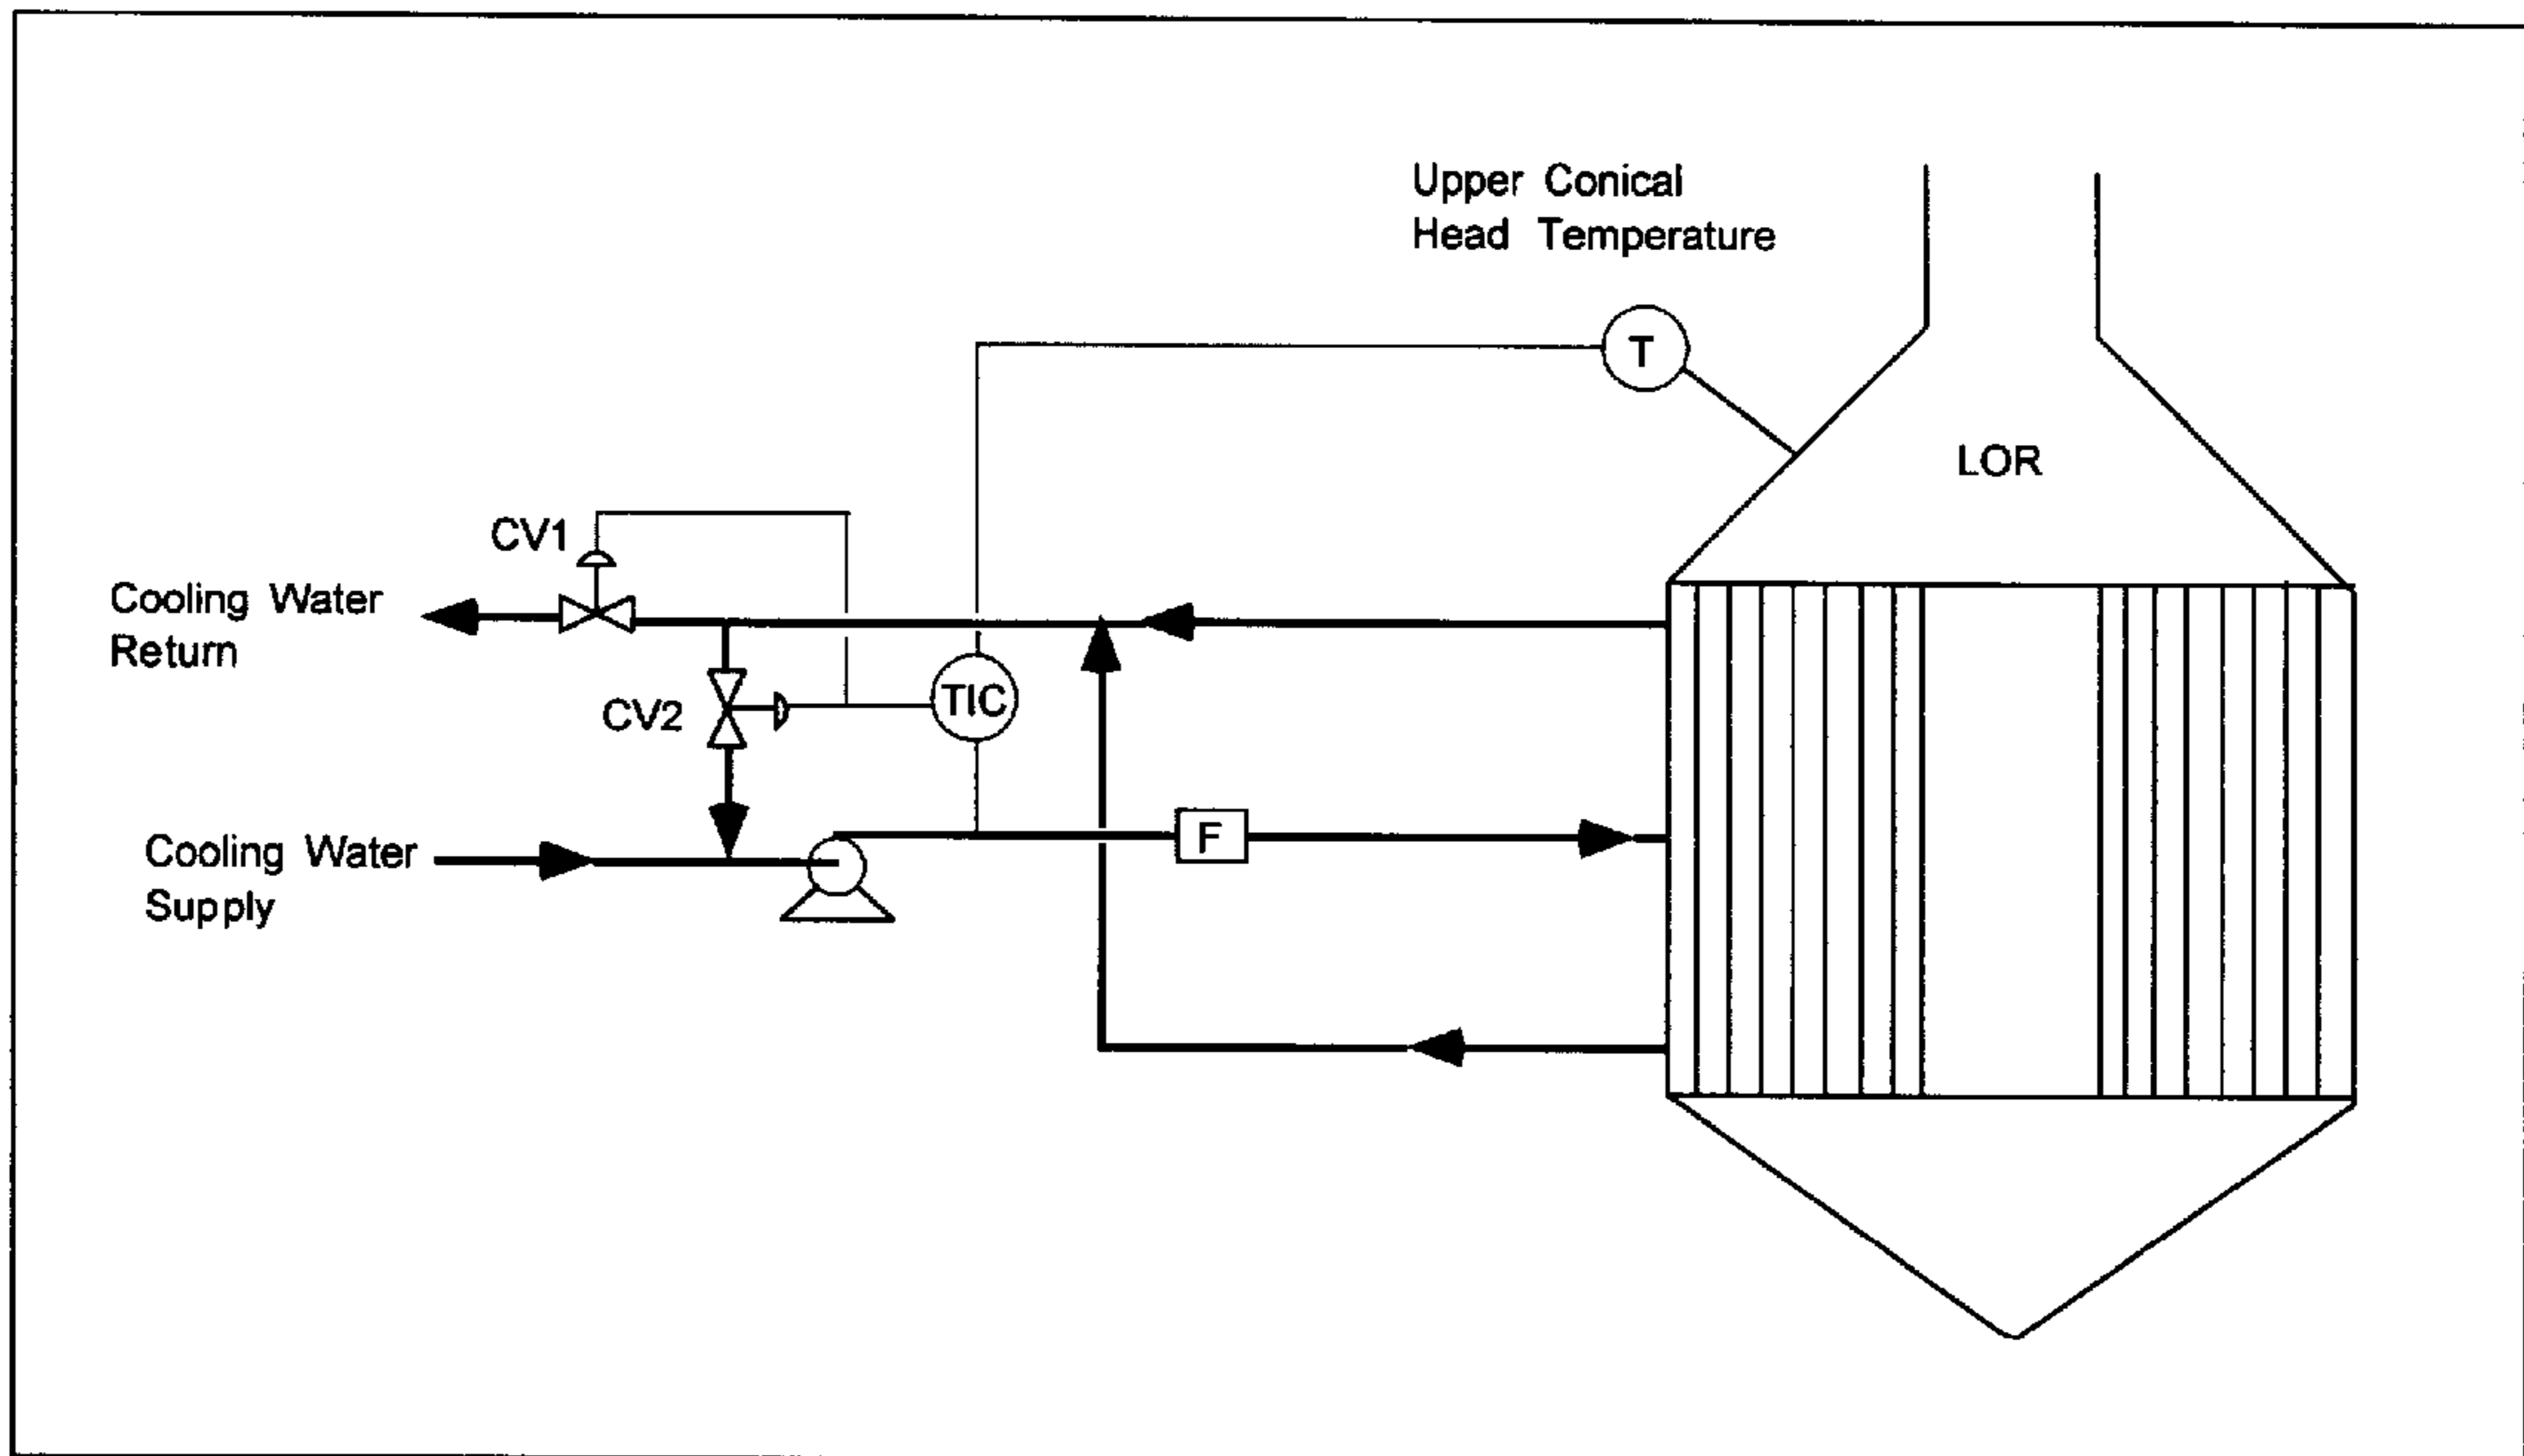 Upper Conical
Head Temperature
T
LOR
CV1
Cooling Water
Return
TIC
CV2
F
Cooling Water
Supply